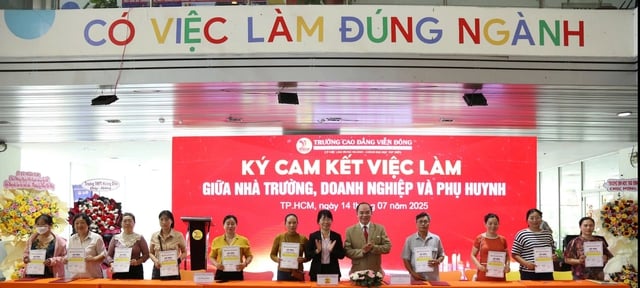 CÓ VIỆC LÀM ĐÚNG NGÀNH
TRƯỜNG CAO ĐẲNG VIỄN ĐÔNG
KÝ CAM KẾT VIỆC LÀM
GIỮA NHÀ TRƯỜNG, DOANH NGHIỆP VÀ PHỤ HUYNH
TP.HCM, ngày 14 tháng 07 năm 2025